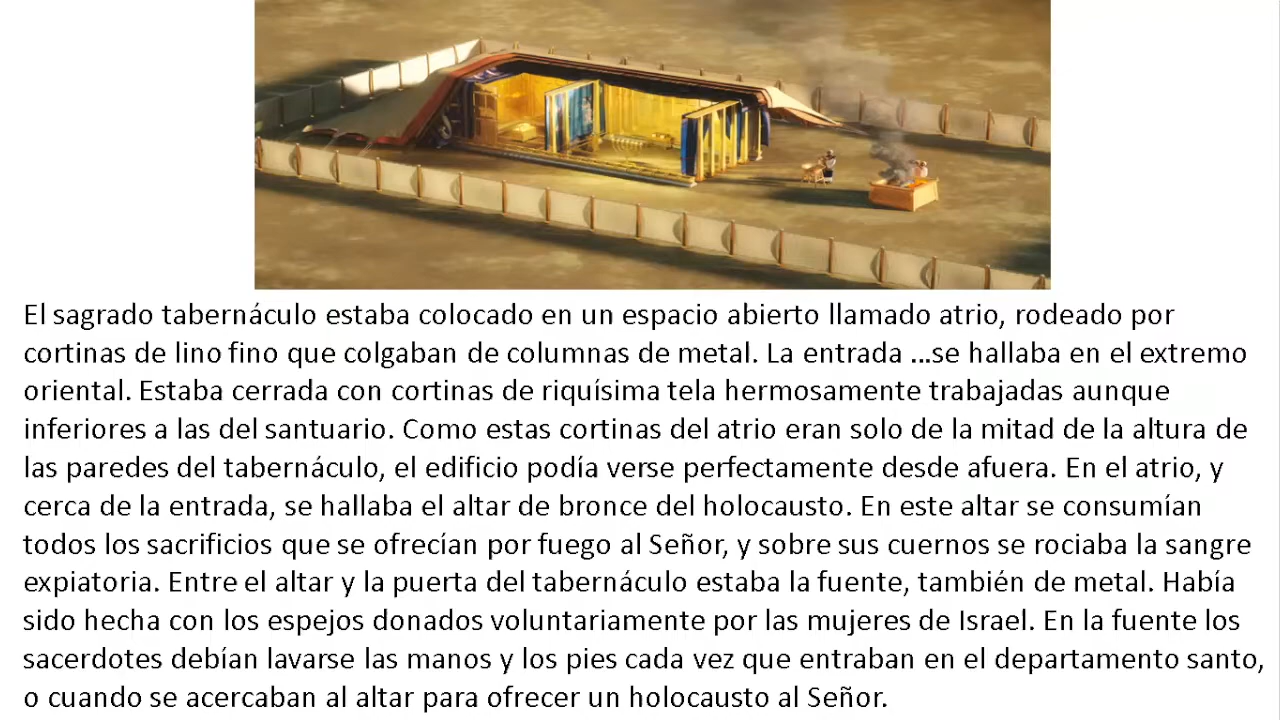 El sagrado tabernáculo estaba colocado en un espacio abierto llamado atrio, rodeado por
cortinas de lino fino que colgaban de columnas de metal. La entrada ...se hallaba en el extremo
oriental. Estaba cerrada con cortinas de riquísima tela hermosamente trabajadas aunque
inferiores a las del santuario. Como estas cortinas del atrio eran solo de la mitad de la altura de
las paredes del tabernáculo, el edificio podía verse perfectamente desde afuera. En el atrio, y
cerca de la entrada, se hallaba el altar de bronce del holocausto. En este altar se consumían
todos los sacrificios que se ofrecían por fuego al Señor, y sobre sus cuernos se rociaba la sangre
expiatoria. Entre el altar y la puerta del tabernáculo estaba la fuente, también de metal. Había
sido hecha con los espejos donados voluntariamente por las mujeres de Israel. En la fuente los
sacerdotes debían lavarse las manos y los pies cada vez que entraban en el departamento santo,
o cuando se acercaban al altar para ofrecer un holocausto al Señor.